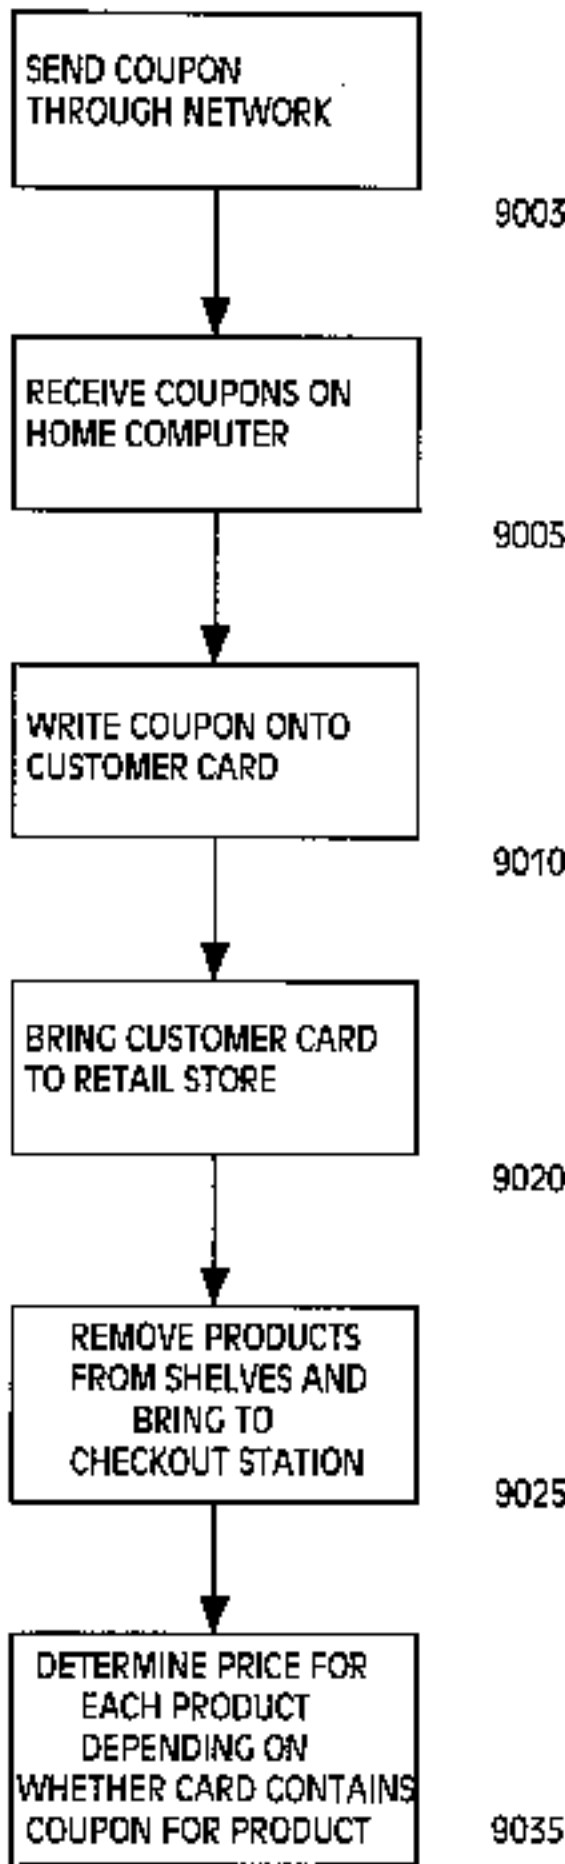 SEND COUPON
THROUGH NETWORK
9003
RECEIVE COUPONS ON
HOME COMPUTER
9005
WRITE COUPON ONTO
CUSTOMER CARD
9010
BRING CUSTOMER CARD
TO RETAIL STORE
9020
REMOVE PRODUCTS
FROM SHELVES AND
BRING TO
CHECKOUT STATION
9025
DETERMINE PRICE FOR
EACH PRODUCT
DEPENDING ON
WHETHER CARD CONTAINS
COUPON FOR PRODUCT
9035